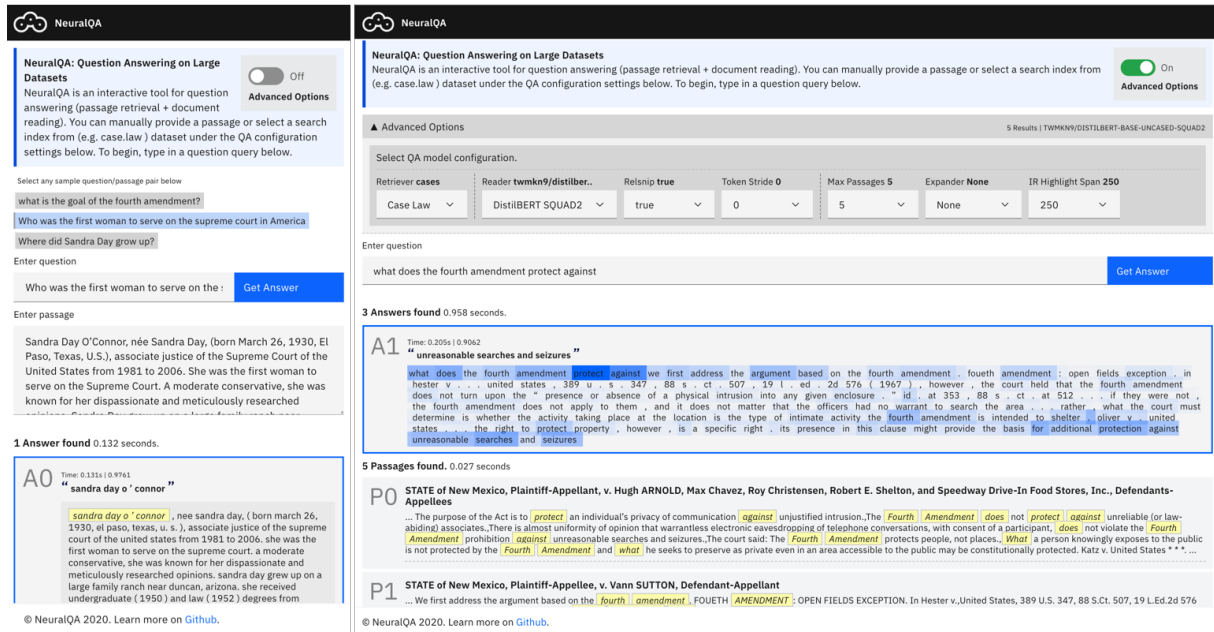 NeuralQA
NeuralQA: Question Answering on Large
Datasets
NeuralQA is an interactive tool for question
answering (passage retrieval + document
reading). You can manually provide a passage or select a search
index from (e.g. case.law ) dataset under the QA configuration
settings below. To begin, type in a question query below.
Off
Advanced Options
Select any sample question/passage pair below
what is the goal of the fourth amendment?
Who was the first woman to serve on the supreme court in America
Where did Sandra Day grow up?
Enter question
Who was the first woman to serve on the s
Get Answer
Enter passage
Sandra Day O'Connor, née Sandra Day, (born March 26, 1930, El
Paso, Texas, U.S.), associate justice of the Supreme Court of the
United States from 1981 to 2006. She was the first woman to
serve on the Supreme Court. A moderate conservative, she was
known for her dispassionate and meticulously researched
1 Answer found 0.132 seconds.
A0
Time: 0.131s | 0.9761
“ sandra day o ' connor ”
sandra day o ' connor , nee sandra day, ( born march 26,
1930, el paso, texas, u. s. ), associate justice of the supreme
court of the united states from 1981 to 2006. she was the
first woman to serve on the supreme court. a moderate
conservative, she was known for her dispassionate and
meticulously researched opinions. sandra day grew up on a
large family ranch near duncan, arizona. she received
undergraduate ( 1950 ) and law ( 1952 ) degrees from
© NeuralQA 2020. Learn more on Github.
NeuralQA
NeuralQA: Question Answering on Large Datasets
NeuralQA is an interactive tool for question answering (passage retrieval + document reading). You can manually provide a passage or select a search index from
(e.g. case.law ) dataset under the QA configuration settings below. To begin, type in a question query below.
On
Advanced Options
▲ Advanced Options
5 Results | TWMKN9/DISTILBERT-BASE-UNCASED-SQUAD2
Select QA model configuration.
Retriever cases
Reader twmkn9/distilber..
Relsnip true
Token Stride 0
Max Passages 5
Expander None
IR Highlight Span 250
Case Law
DistilBERT SQUAD2
true
0
5
None
250
Enter question
what does the fourth amendment protect against
Get Answer
3 Answers found 0.958 seconds.
A1
Time: 0.205s | 0.9062
“ unreasonable searches and seizures ”
what does the fourth amendment protect against we first address the argument based on the fourth amendment . foueth amendment : open fields exception . in
hester v . . . united states , 389 u . s . 347 , 88 s . ct . 507 , 19 l . ed . 2d 576 ( 1967 ) , however , the court held that the fourth amendment
does not turn upon the “ presence or absence of a physical intrusion into any given enclosure . ” id . at 353 , 88 s . ct . at 512 . . . if they were not ,
the fourth amendment does not apply to them , and it does not matter that the officers had no warrant to search the area . . . rather , what the court must
determine is whether the activity taking place at the location is the type of intimate activity the fourth amendment is intended to shelter . oliver v . united
states . . . the right to protect property , however , is a specific right . its presence in this clause might provide the basis for additional protection against
unreasonable searches and seizures
5 Passages found. 0.027 seconds
P0
STATE of New Mexico, Plaintiff-Appellant, v. Hugh ARNOLD, Max Chavez, Roy Christensen, Robert E. Shelton, and Speedway Drive-In Food Stores, Inc., Defendants-
Appellees
... The purpose of the Act is to protect an individual's privacy of communication against unjustified intrusion.,The Fourth Amendment does not protect against unreliable (or law-
abiding) associates.,There is almost uniformity of opinion that warrantless electronic eavesdropping of telephone conversations, with consent of a participant, does not violate the Fourth
Amendment prohibition against unreasonable searches and seizures.,The court said: The Fourth Amendment protects people, not places., What a person knowingly exposes to the public
is not protected by the Fourth Amendment and what he seeks to preserve as private even in an area accessible to the public may be constitutionally protected. Katz v. United States * * *. ...
P1
STATE of New Mexico, Plaintiff-Appellee, v. Vann SUTTON, Defendant-Appellant
... We first address the argument based on the fourth amendment. FOUETH AMENDMENT : OPEN FIELDS EXCEPTION. In Hester v.,United States, 389 U.S. 347, 88 S.Ct. 507, 19 L.Ed.2d 576
© NeuralQA 2020. Learn more on Github.